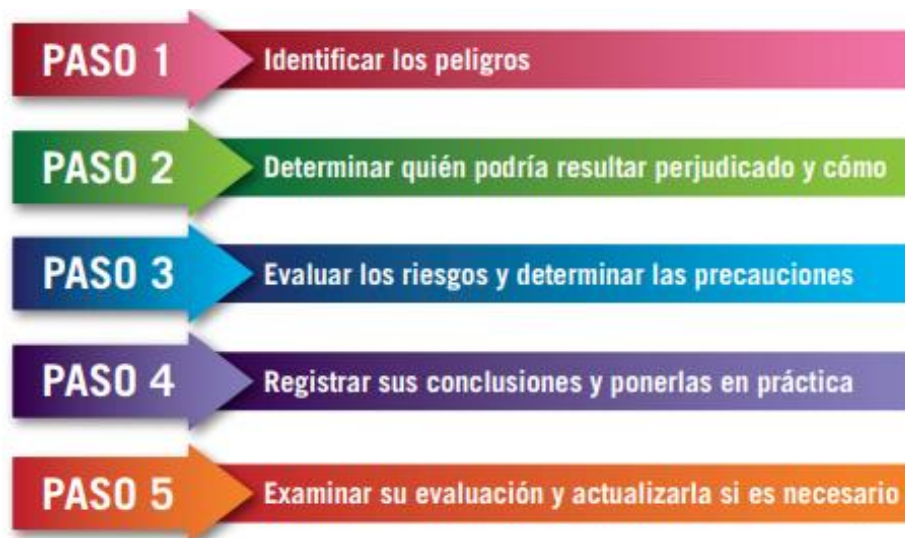 PASO 1 Identificar los peligros
PASO 2 Determinar quién podría resultar perjudicado y cómo
PASO 3 Evaluar los riesgos y determinar las precauciones
PASO 4 Registrar sus conclusiones y ponerlas en práctica
PASO 5 Examinar su evaluación y actualizarla si es necesario